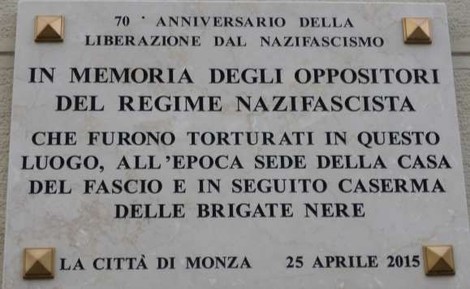 70° ANNIVERSARIO DELLA
LIBERAZIONE DAL NAZIFASCISMO
IN MEMORIA DEGLI OPPOSITORI
DEL REGIME NAZIFASCISTA
CHE FURONO TORTURATI IN QUESTO
LUOGO, ALL'EPOCA SEDE DELLA CASA
DEL FASCIO E IN SEGUITO CASERMA
DELLE BRIGATE NERE
LA CITTÀ DI MONZA 25 APRILE 2015